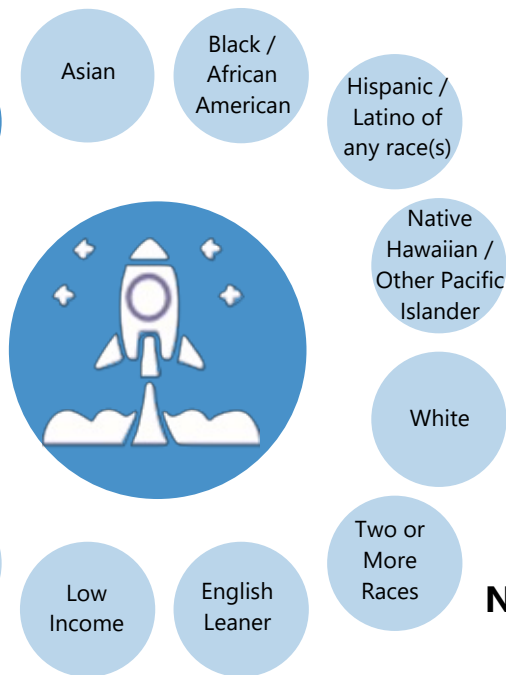 Asian
Black /
African
American
Hispanic /
Latino of
any race(s)
Native
Hawaiian /
Other Pacific
Islander
White
Two or
More
Races
English
Leaner
Low
Income
N